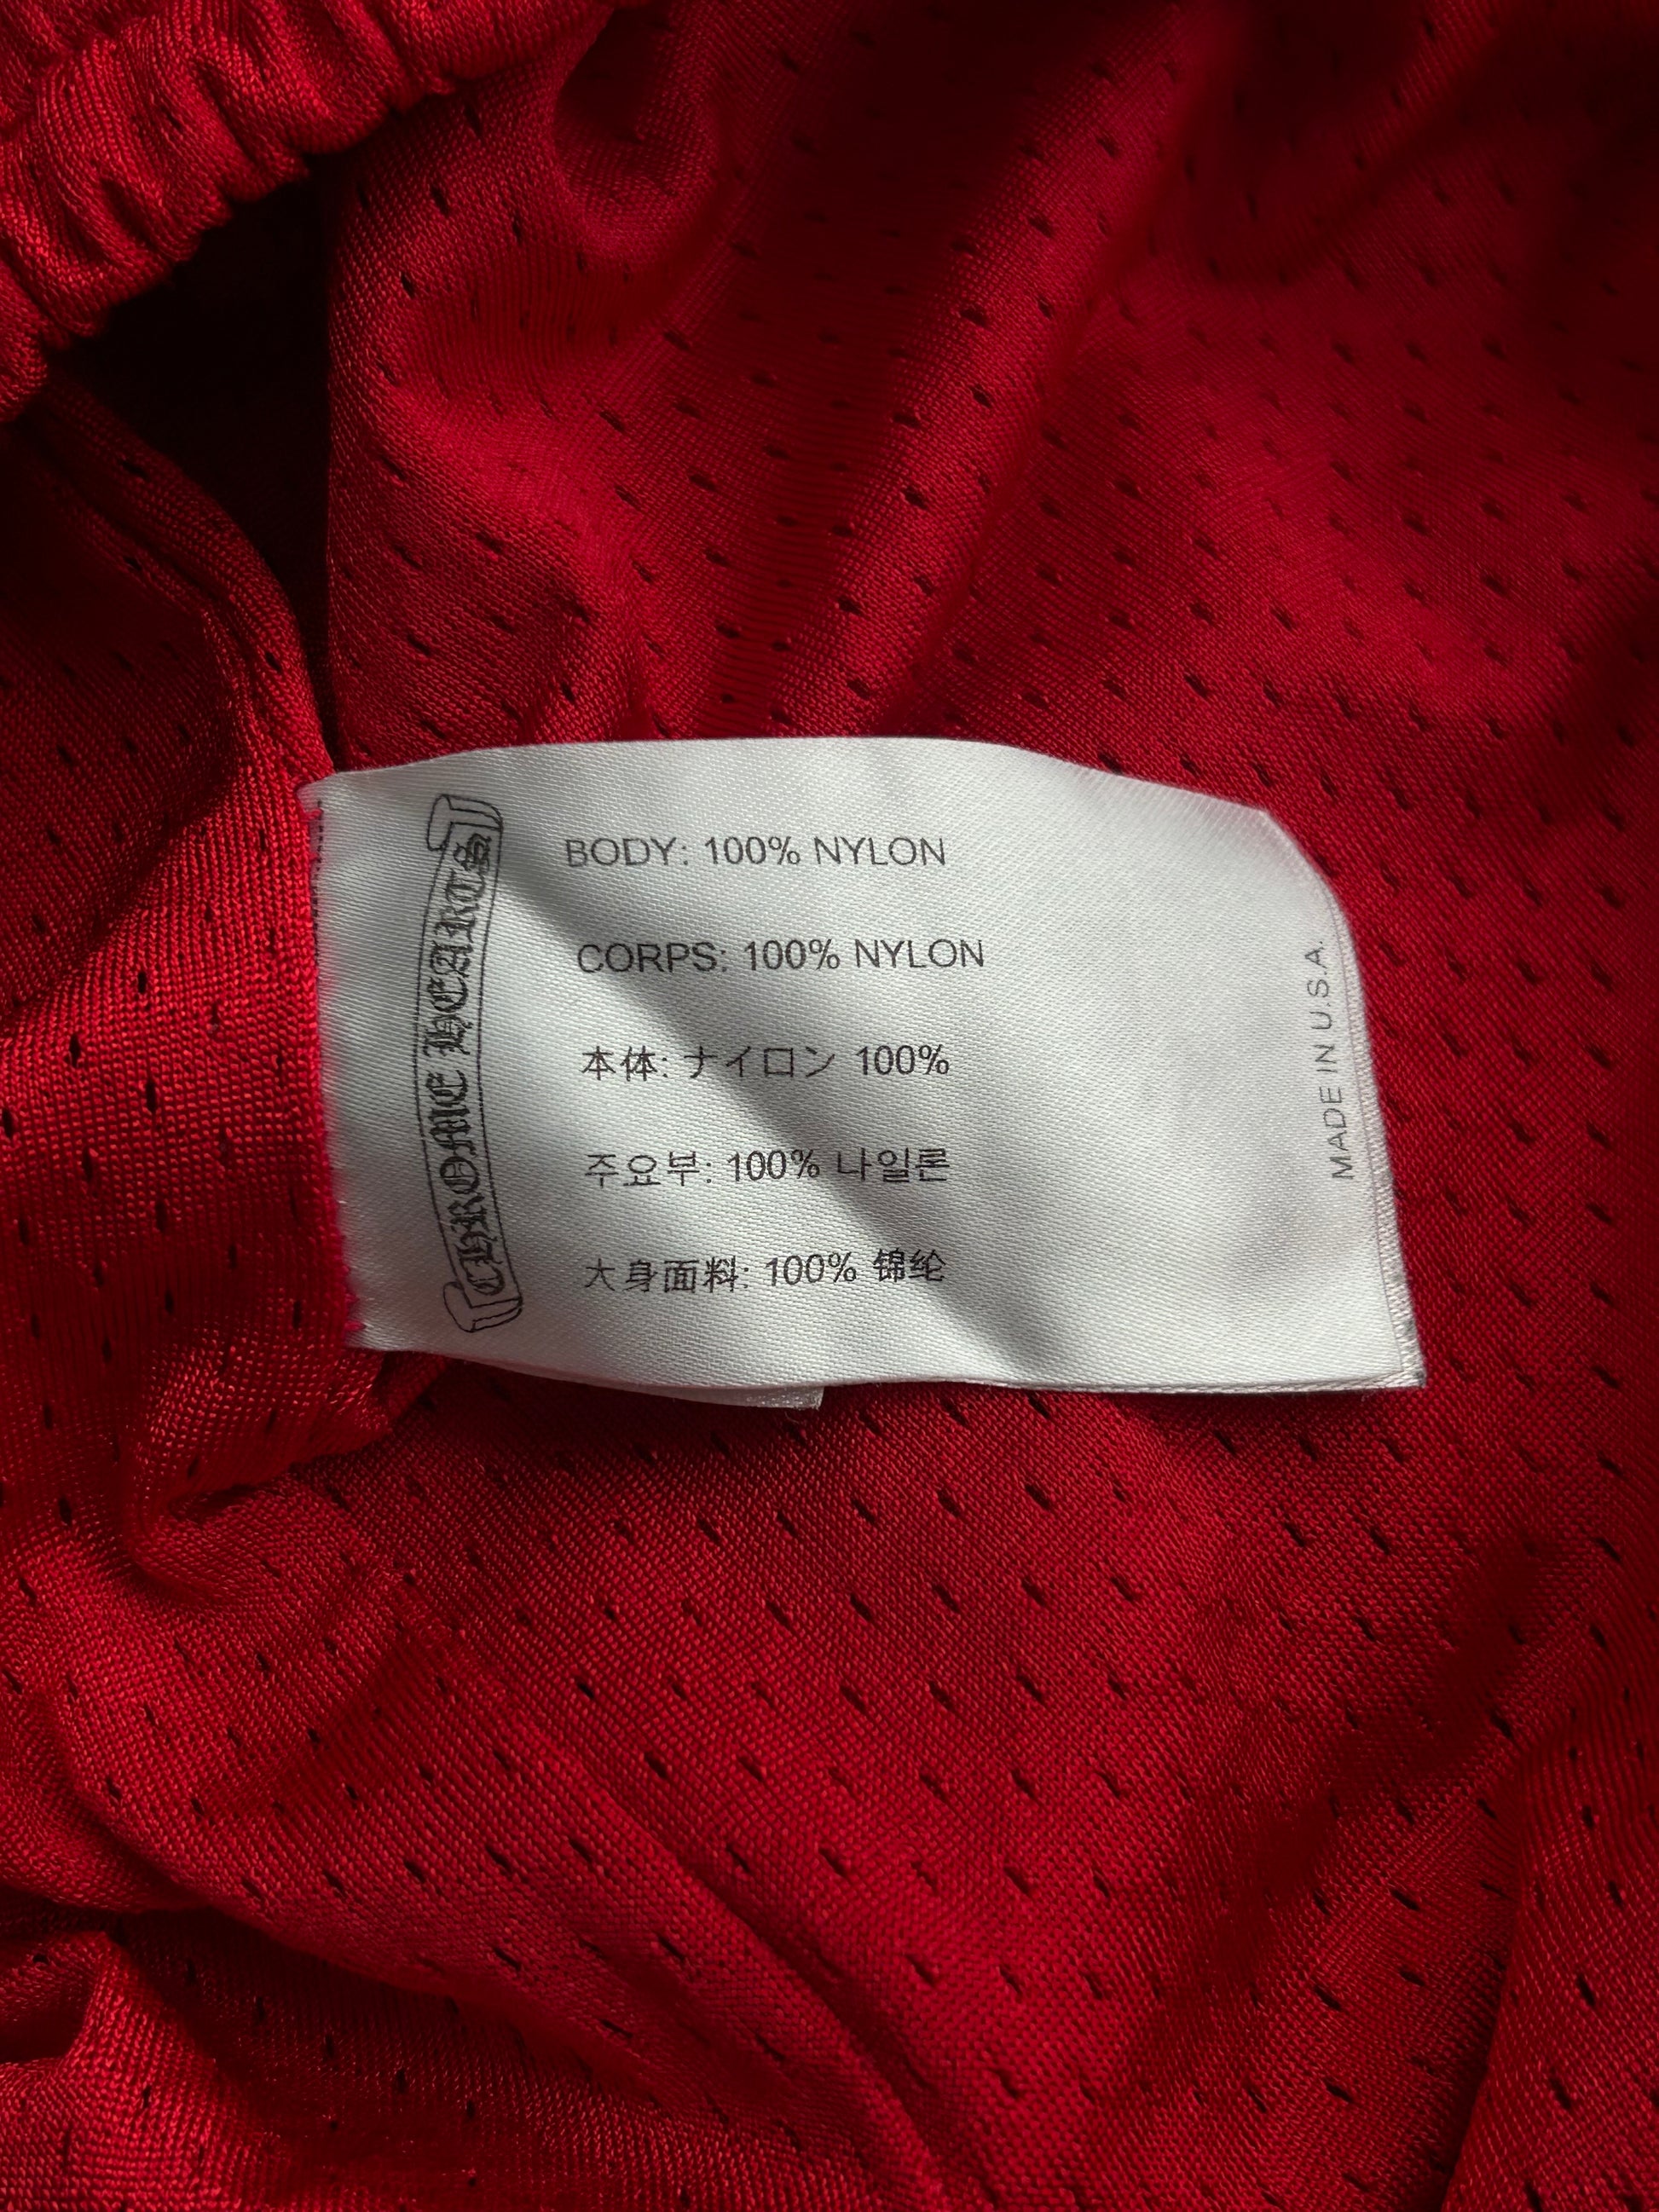 CHROME HEARTS
BODY: 100% NYLON
CORPS: 100% NYLON
本体: ナイロン 100%
주요부: 100% 나일론
大身面料: 100% 锦纶
MADE IN U.S.A.